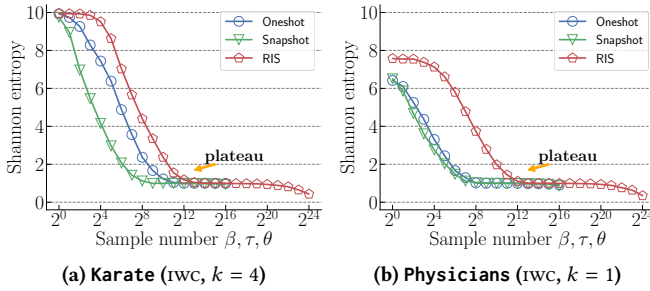 10
8
6
4
2
0
Shannon entropy
Oneshot
Snapshot
RIS
plateau
2^0 2^4 2^8 2^12 2^16 2^20 2^24
Sample number β, τ, θ
(a) Karate (IWC, k = 4)
10
8
6
4
2
0
Shannon entropy
Oneshot
Snapshot
RIS
plateau
2^0 2^4 2^8 2^12 2^16 2^20 2^24
Sample number β, τ, θ
(b) Physicians (IWC, k = 1)